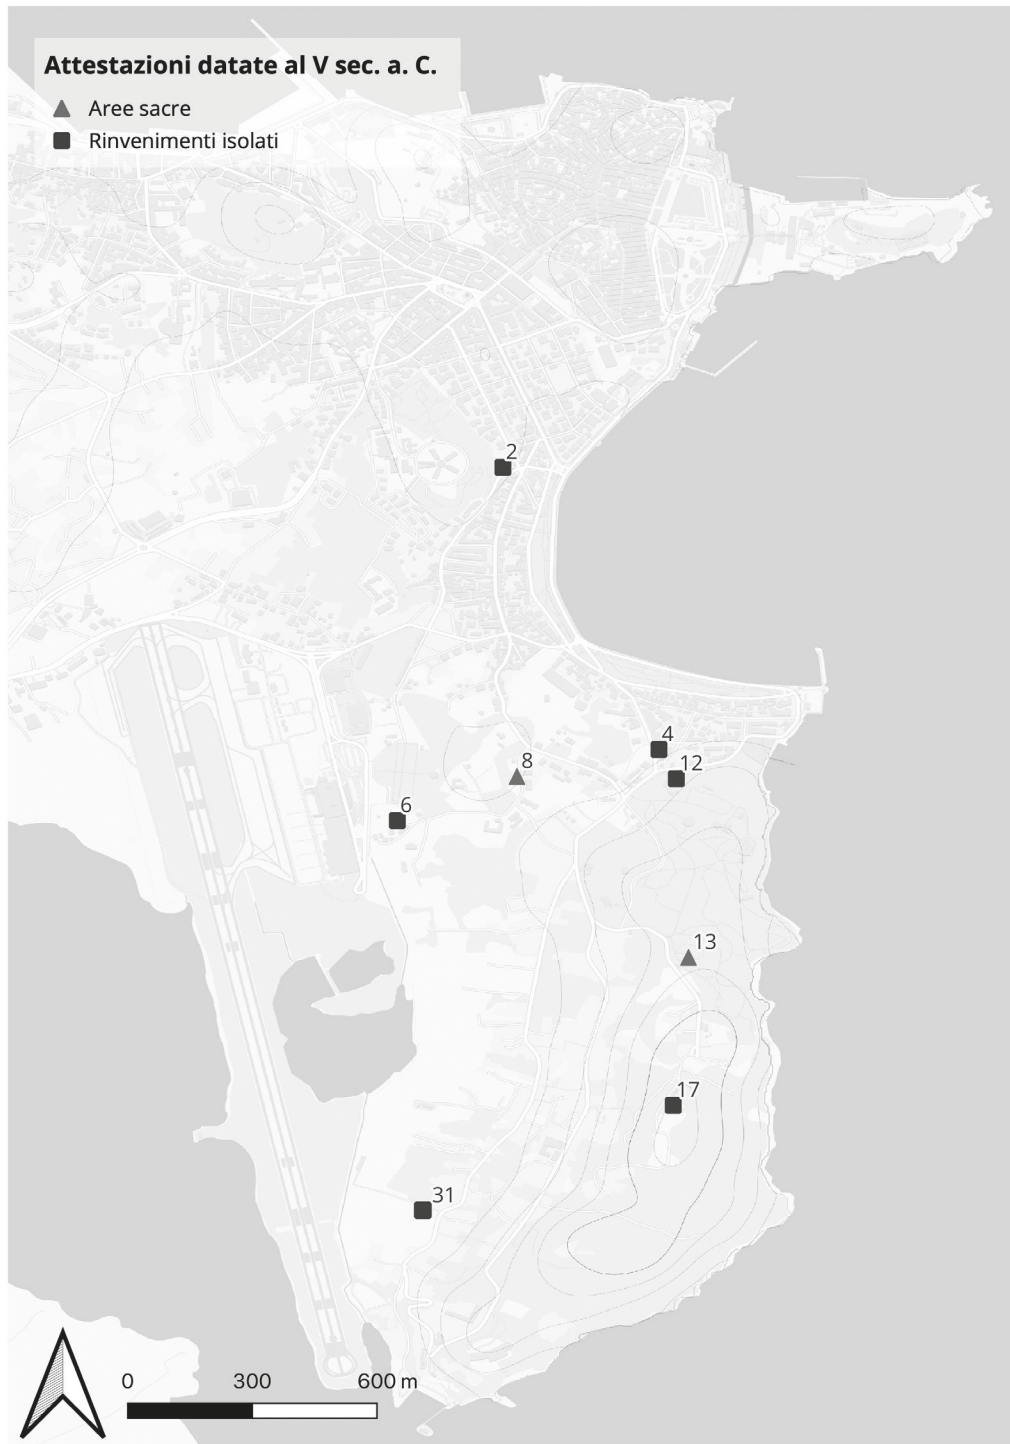 Attestazioni datate al V sec. a. C.
Aree sacre
Rinvenimenti isolati
2
4
12
8
6
13
17
31
0 300 600 m